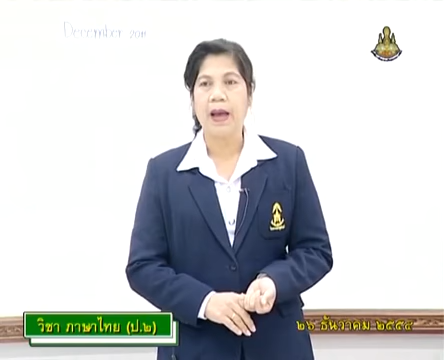 December 2011
วิชา ภาษาไทย (ป.๒)
๒๖ ธันวาคม ๒๕๕๔